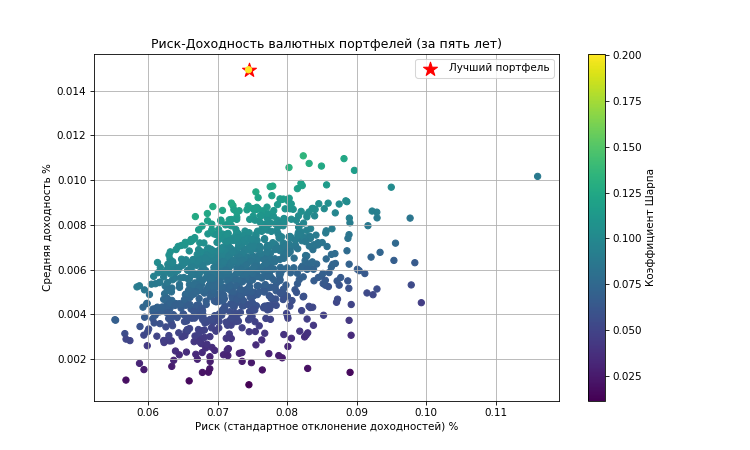 Риск-Доходность валютных портфелей (за пять лет)
Лучший портфель
Средняя доходность %
0.014
0.012
0.010
0.008
0.006
0.004
0.002
0.06 0.07 0.08 0.09 0.10 0.11
Риск (стандартное отклонение доходностей) %
0.200
0.175
0.150
0.125
0.100
0.075
0.050
0.025
Коэффициент Шарпа